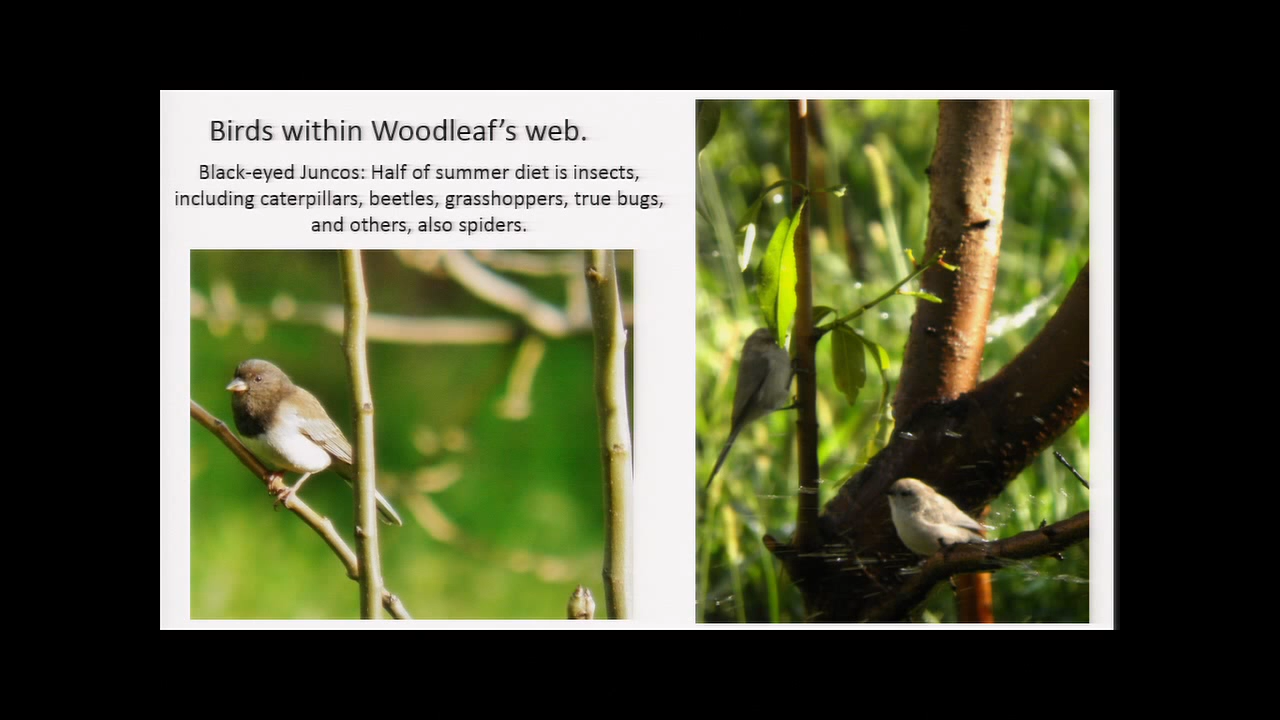 Birds within Woodleaf’s web.
Black-eyed Juncos: Half of summer diet is insects,
including caterpillars, beetles, grasshoppers, true bugs,
and others, also spiders.